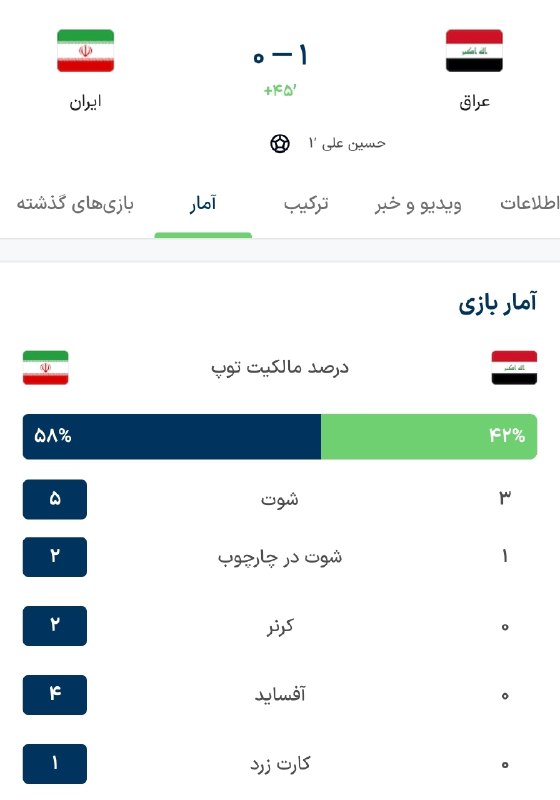 عراق ۱ – ۰ ایران
'۴۵+
حسین علی '۱
اطلاعات ویدیو و خبر ترکیب آمار بازی‌های گذشته
آمار بازی
درصد مالکیت توپ
۴۲% ۵۸%
۳ شوت ۵
۱ شوت در چارچوب ۲
۰ کرنر ۲
۰ آفساید ۴
۰ کارت زرد ۱